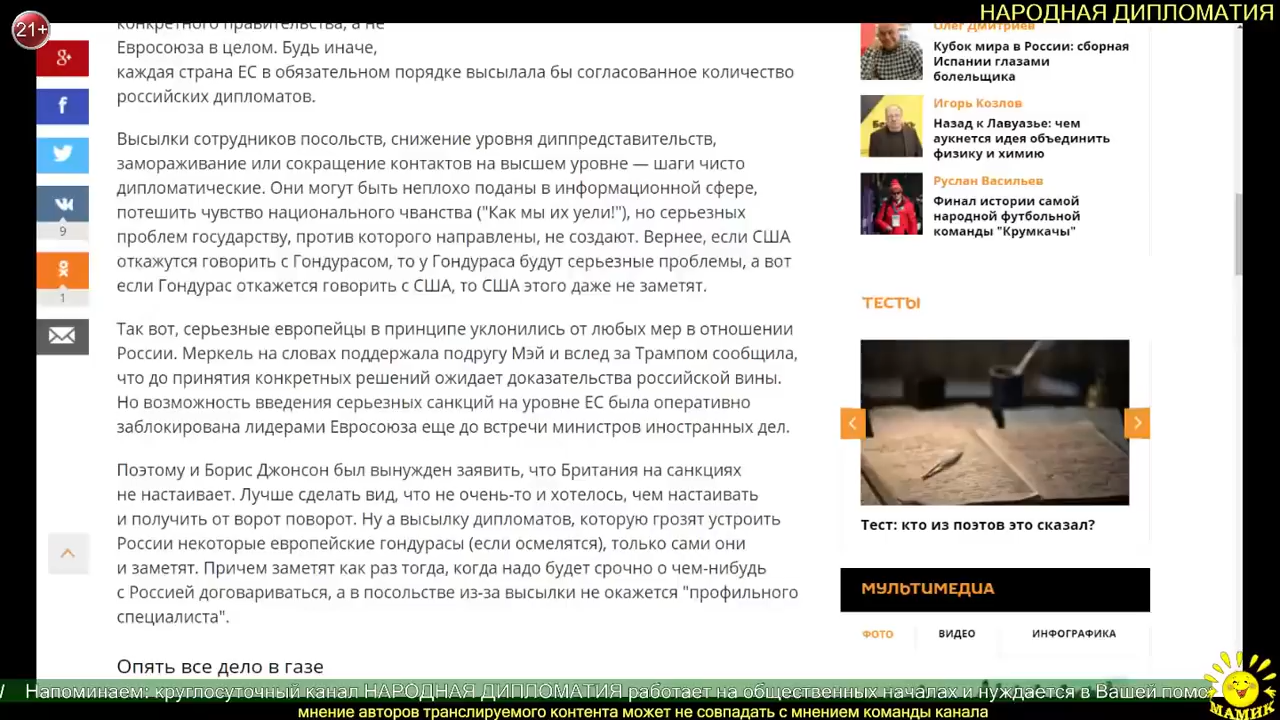 НАРОДНАЯ ДИПЛОМАТИЯ
21+
конкретного правительства, а не
Евросоюза в целом. Будь иначе,
каждая страна ЕС в обязательном порядке высылала бы согласованное количество
российских дипломатов.
Высылки сотрудников посольств, снижение уровня диппредставительств,
замораживание или сокращение контактов на высшем уровне — шаги чисто
дипломатические. Они могут быть неплохо поданы в информационной сфере,
потешить чувство национального чванства ("Как мы их уели!"), но серьезных
проблем государству, против которого направлены, не создают. Вернее, если США
откажутся говорить с Гондурасом, то у Гондураса будут серьезные проблемы, а вот
если Гондурас откажется говорить с США, то США этого даже не заметят.
Так вот, серьезные европейцы в принципе уклонились от любых мер в отношении
России. Меркель на словах поддержала подругу Мэй и вслед за Трампом сообщила,
что до принятия конкретных решений ожидает доказательства российской вины.
Но возможность введения серьезных санкций на уровне ЕС была оперативно
заблокирована лидерами Евросоюза еще до встречи министров иностранных дел.
Поэтому и Борис Джонсон был вынужден заявить, что Британия на санкциях
не настаивает. Лучше сделать вид, что не очень-то и хотелось, чем настаивать
и получить от ворот поворот. Ну а высылку дипломатов, которую грозят устроить
России некоторые европейские гондурасы (если осмелятся), только сами они
и заметят. Причем заметят как раз тогда, когда надо будет срочно о чем-нибудь
с Россией договариваться, а в посольстве из-за высылки не окажется "профильного
специалиста".
Опять все дело в газе
g+
f
9
1
Олег Дмитриев
Кубок мира в России: сборная
Испании глазами
болельщика
Игорь Козлов
Назад к Лавуазье: чем
аукнется идея объединить
физику и химию
Руслан Васильев
Финал истории самой
народной футбольной
команды "Крумкачы"
ТЕСТЫ
Тест: кто из поэтов это сказал?
МУЛЬТИМЕДИА
ФОТО ВИДЕО ИНФОГРАФИКА
Напоминаем: круглосуточный канал НАРОДНАЯ ДИПЛОМАТИЯ работает на общественных началах и нуждается в Вашей помо
мнение авторов транслируемого контента может не совпадать с мнением команды канала
МАМИК